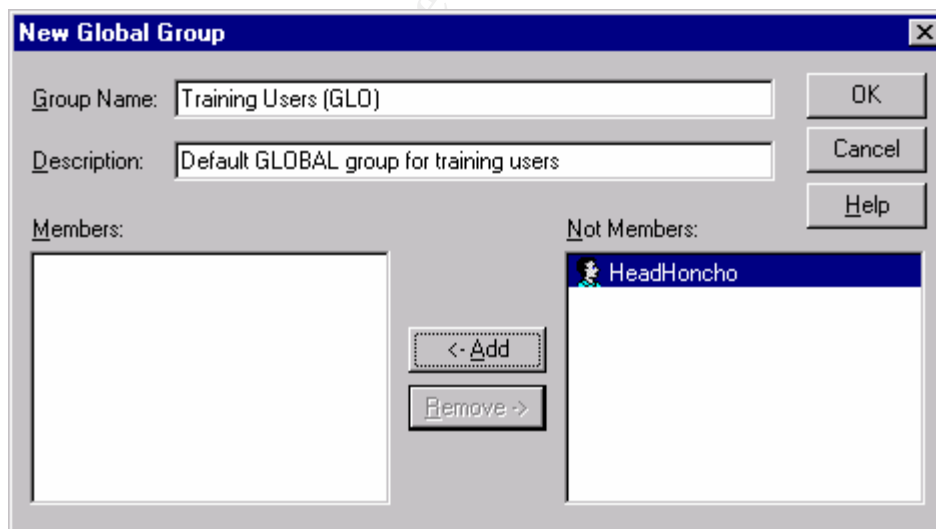 New Global Group
Group Name: Training Users (GLO)
OK
Description: Default GLOBAL group for training users
Cancel
Help
Members:
Not Members:
HeadHoncho
<- Add
Remove ->